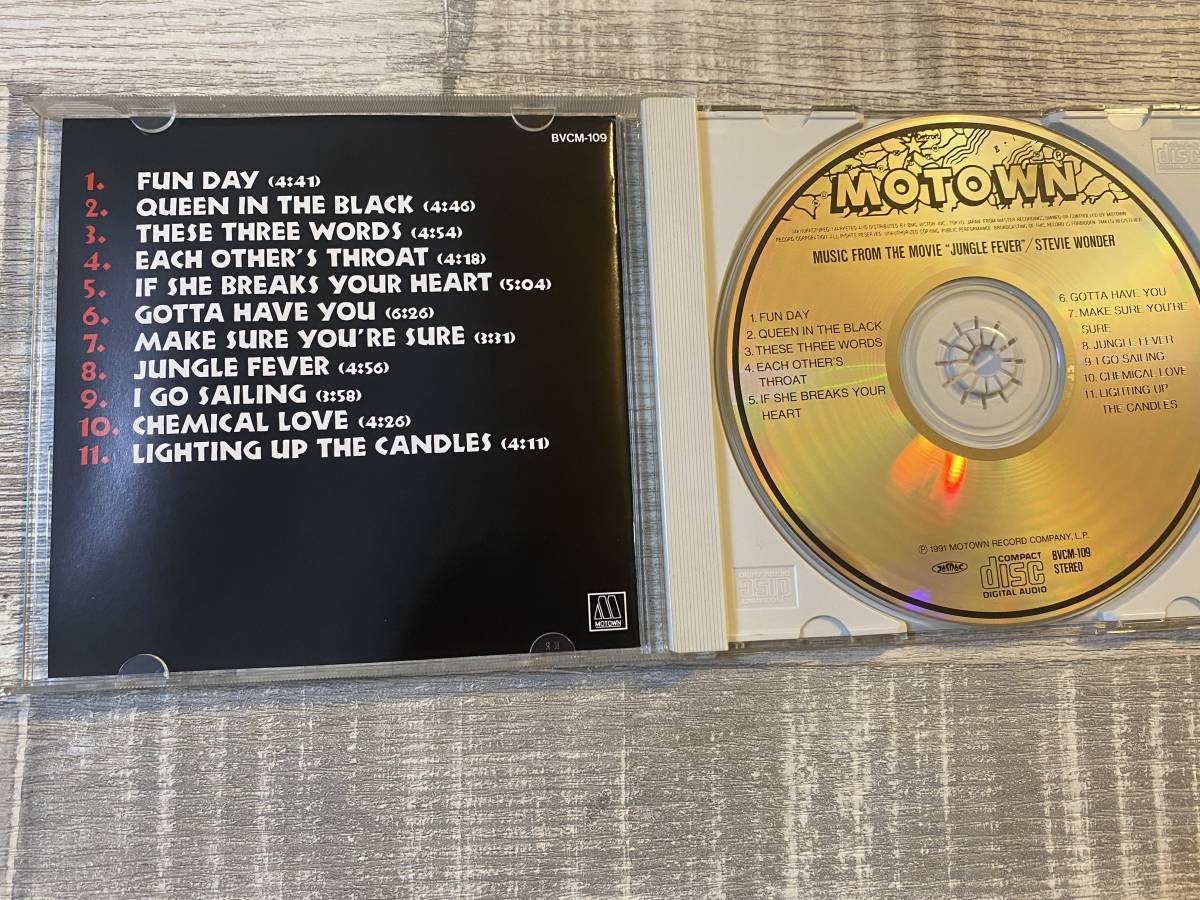 BVCM-109
1. FUN DAY (4:41)
2. QUEEN IN THE BLACK (4:46)
3. THESE THREE WORDS (4:54)
4. EACH OTHER'S THROAT (4:18)
5. IF SHE BREAKS YOUR HEART (5:04)
6. GOTTA HAVE YOU (6:26)
7. MAKE SURE YOU'RE SURE (3:31)
8. JUNGLE FEVER (4:56)
9. I GO SAILING (3:58)
10. CHEMICAL LOVE (4:26)
11. LIGHTING UP THE CANDLES (4:11)
MOTOWN
Detroit
MOTOWN
MUSIC FROM THE MOVIE "JUNGLE FEVER"/STEVIE WONDER
1. FUN DAY
2. QUEEN IN THE BLACK
3. THESE THREE WORDS
4. EACH OTHER'S
THROAT
5. IF SHE BREAKS YOUR
HEART
6. GOTTA HAVE YOU
7. MAKE SURE YOU'RE
SURE
8. JUNGLE FEVER
9. I GO SAILING
10. CHEMICAL LOVE
11. LIGHTING UP
THE CANDLES
℗ 1991 MOTOWN RECORD COMPANY, L.P.
JASRAC
COMPACT
disc
DIGITAL AUDIO
BVCM-109
STEREO